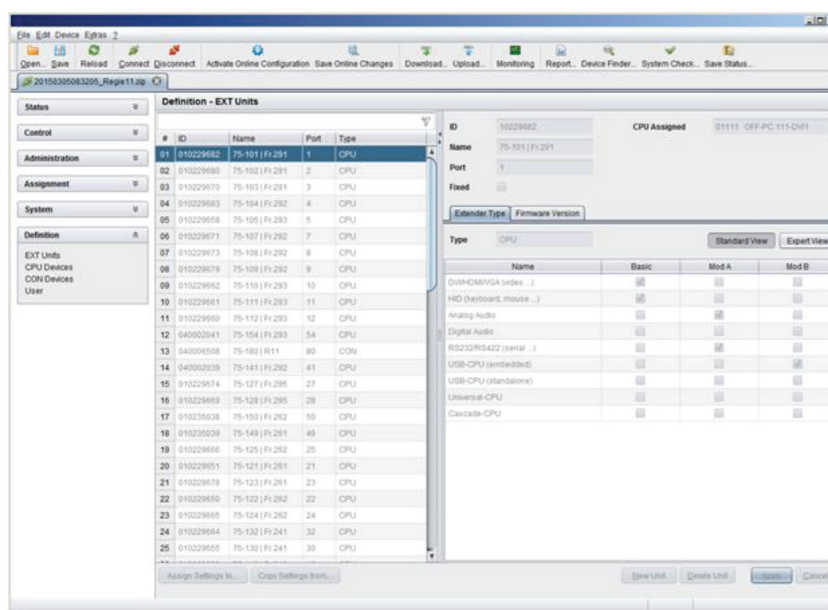 File Edit Device Extras ?
Open... Save Reload Connect Disconnect Activate Online Configuration Save Online Changes Download... Upload... Monitoring Report... Device Finder... System Check... Save Status...
20150305083205_Regie11.zip
Status
Control
Administration
Assignment
System
Definition
EXT Units
CPU Devices
CON Devices
User
Definition - EXT Units
# ID Name Port Type
01 010229682 75-101 | Fr.291 1 CPU
02 010229680 75-102 | Fr.291 2 CPU
03 010229670 75-103 | Fr.291 3 CPU
04 010229683 75-104 | Fr.292 4 CPU
05 010229659 75-105 | Fr.293 5 CPU
06 010229671 75-107 | Fr.292 7 CPU
07 010229673 75-108 | Fr.292 8 CPU
08 010229679 75-109 | Fr.292 9 CPU
09 010229662 75-110 | Fr.293 10 CPU
10 010229661 75-111 | Fr.293 11 CPU
11 010229660 75-112 | Fr.293 12 CPU
12 040002041 75-154 | Fr.293 54 CPU
13 040006508 75-180 | R11 80 CON
14 040002039 75-141 | Fr.292 41 CPU
15 010229674 75-127 | Fr.295 27 CPU
16 010229669 75-128 | Fr.295 28 CPU
17 010235036 75-150 | Fr.262 50 CPU
18 010235039 75-149 | Fr.261 49 CPU
19 010229666 75-125 | Fr.262 25 CPU
20 010229651 75-121 | Fr.261 21 CPU
21 010229678 75-123 | Fr.261 23 CPU
22 010229650 75-122 | Fr.262 22 CPU
23 010229665 75-124 | Fr.262 24 CPU
24 010229664 75-132 | Fr.241 32 CPU
25 010229655 75-130 | Fr.241 30 CPU
Assign Settings to... Copy Settings from...
ID 10229682 CPU Assigned 01111 OFF-PC 111-DVI1
Name 75-101 | Fr.291
Port 1
Fixed
Extender Type Firmware Version
Type CPU Standard View Expert View
Name Basic Mod A Mod B
DVI/HDMI/VGA (video ...)
HID (keyboard, mouse ...)
Analog Audio
Digital Audio
RS232/RS422 (serial ...)
USB-CPU (embedded)
USB-CPU (standalone)
Universal-CPU
Cascade-CPU
New Unit Delete Unit Apply Cancel